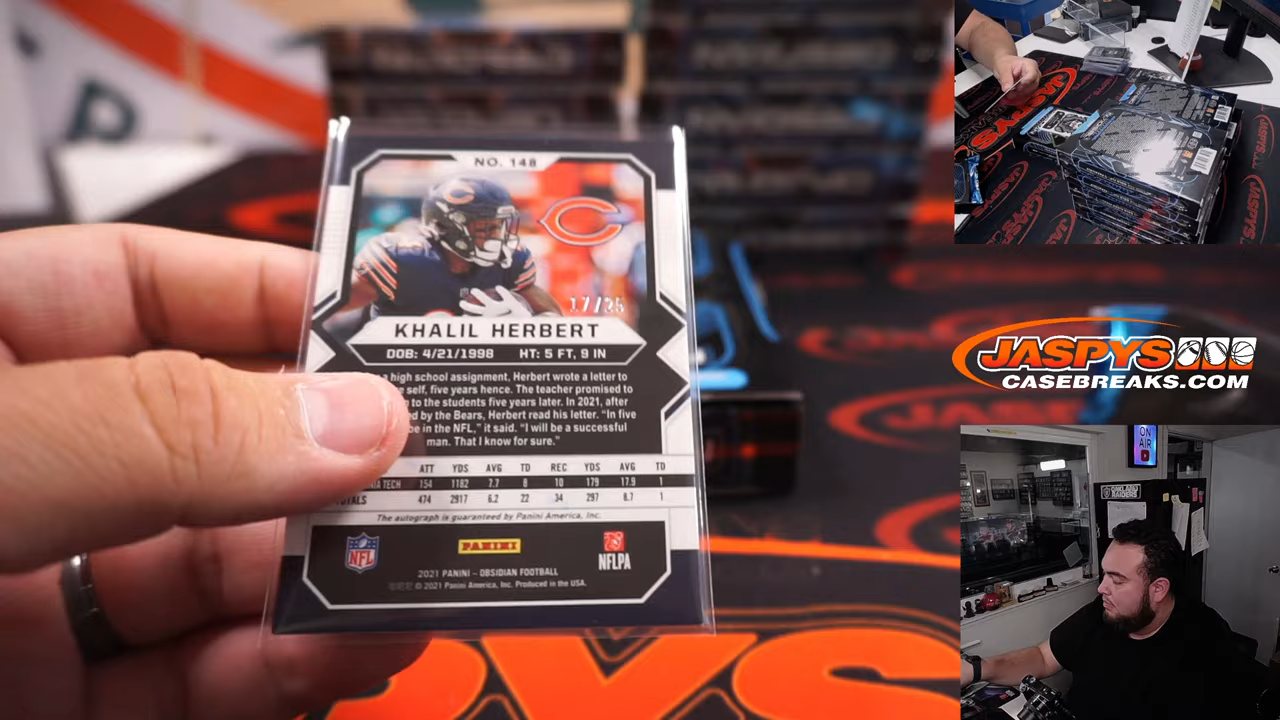 NO. 148
17/25
KHALIL HERBERT
DOB: 4/21/1998 HT: 5 FT, 9 IN
a high school assignment, Herbert wrote a letter to
self, five years hence. The teacher promised to
to the students five years later. In 2021, after
ed by the Bears, Herbert read his letter. "In five
be in the NFL," it said. "I will be a successful
man. That I know for sure."
ATT YDS AVG TD REC YDS AVG TD
TECH 154 1182 7.7 8 10 179 17.9 1
TOTALS 474 2917 6.2 22 34 297 8.7 1
The autograph is guaranteed by Panini America, Inc.
NFL
PANINI
NFLPA
2021 PANINI – OBSIDIAN FOOTBALL
© 2021 Panini America, Inc. Produced in the USA.
JASPYS
JASPYS
CASEBREAKS.COM
ON
AIR